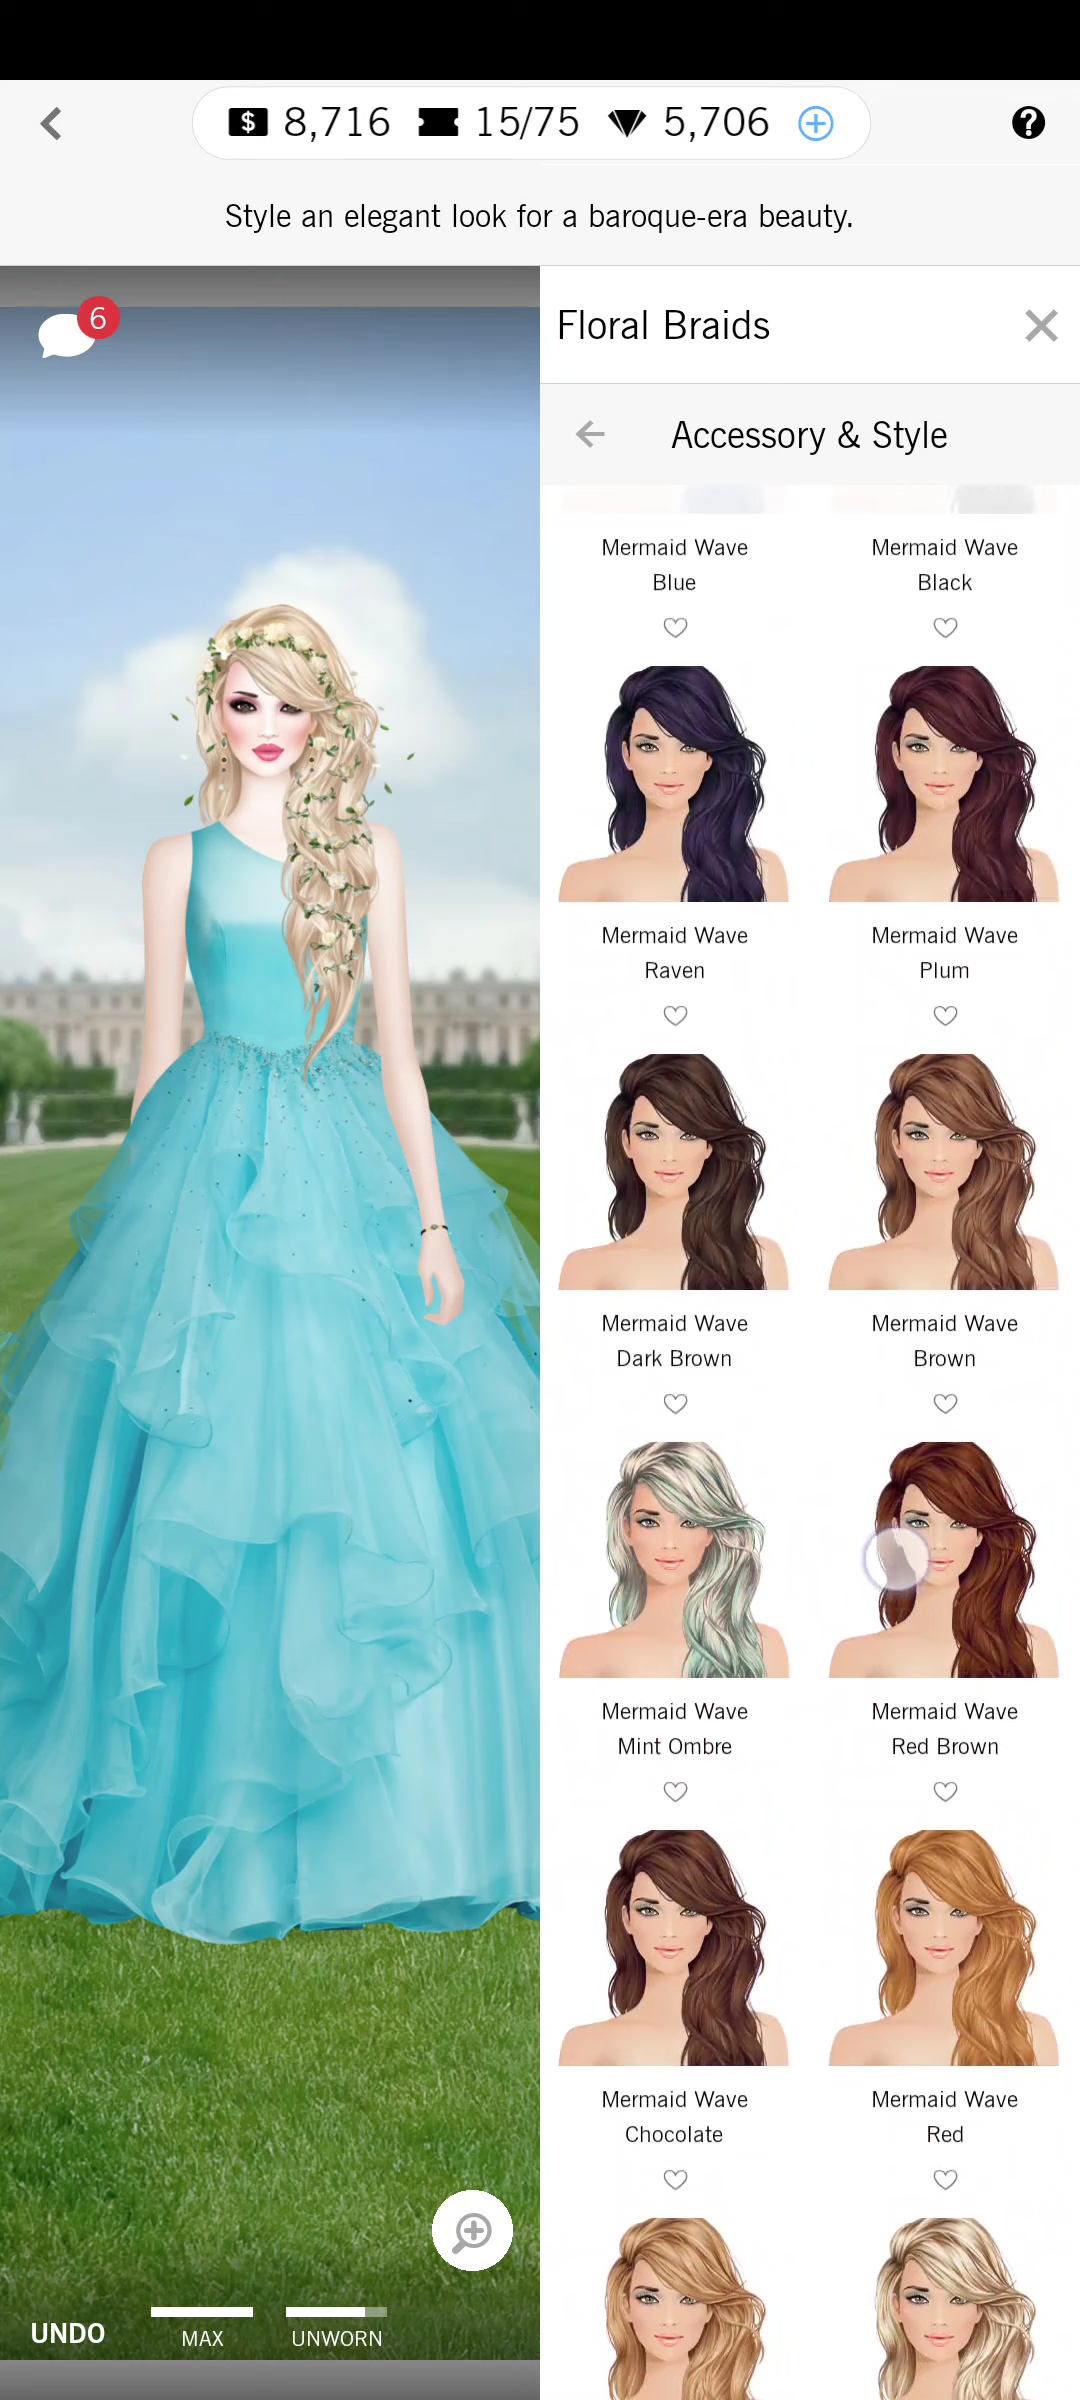 $ 8,716 15/75 5,706
Style an elegant look for a baroque-era beauty.
6
Floral Braids
Accessory & Style
Mermaid Wave
Blue
Mermaid Wave
Black
Mermaid Wave
Raven
Mermaid Wave
Plum
Mermaid Wave
Dark Brown
Mermaid Wave
Brown
Mermaid Wave
Mint Ombre
Mermaid Wave
Red Brown
Mermaid Wave
Chocolate
Mermaid Wave
Red
UNDO
MAX
UNWORN